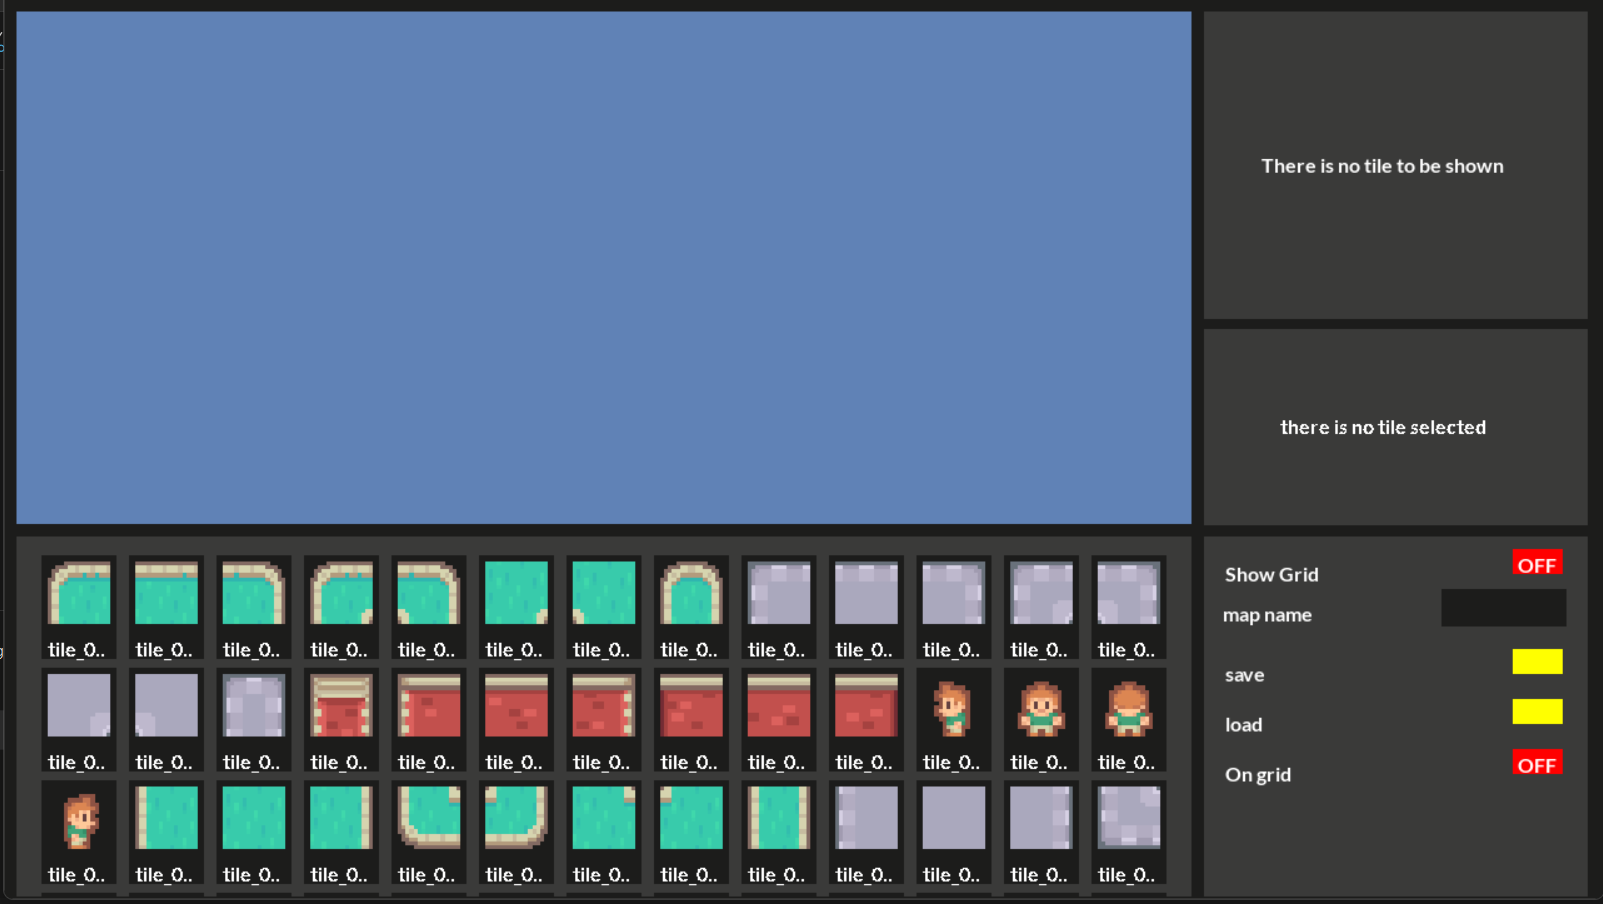 There is no tile to be shown
there is no tile selected
tile_0.. tile_0.. tile_0.. tile_0.. tile_0.. tile_0.. tile_0.. tile_0.. tile_0.. tile_0.. tile_0.. tile_0.. tile_0..
tile_0.. tile_0.. tile_0.. tile_0.. tile_0.. tile_0.. tile_0.. tile_0.. tile_0.. tile_0.. tile_0.. tile_0.. tile_0..
tile_0.. tile_0.. tile_0.. tile_0.. tile_0.. tile_0.. tile_0.. tile_0.. tile_0.. tile_0.. tile_0.. tile_0.. tile_0..
Show Grid OFF
map name
save
load
On grid OFF